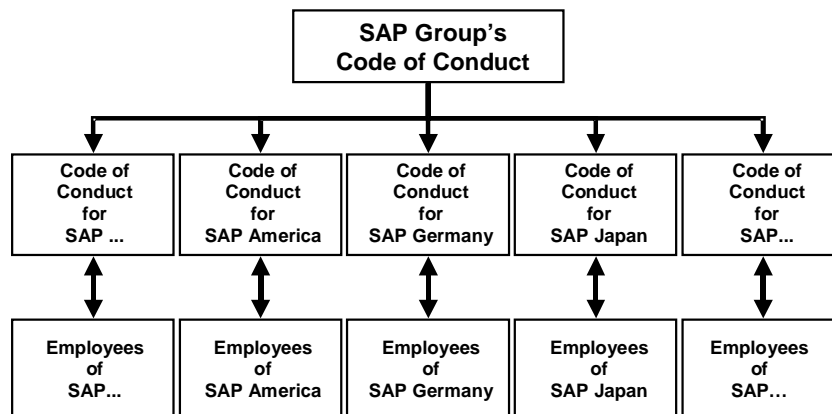 SAP Group's
Code of Conduct
Code of
Conduct
for
SAP ...
Code of
Conduct
for
SAP America
Code of
Conduct
for
SAP Germany
Code of
Conduct
for
SAP Japan
Code of
Conduct
for
SAP...
Employees
of
SAP...
Employees
of
SAP America
Employees
of
SAP Germany
Employees
of
SAP Japan
Employees
of
SAP…